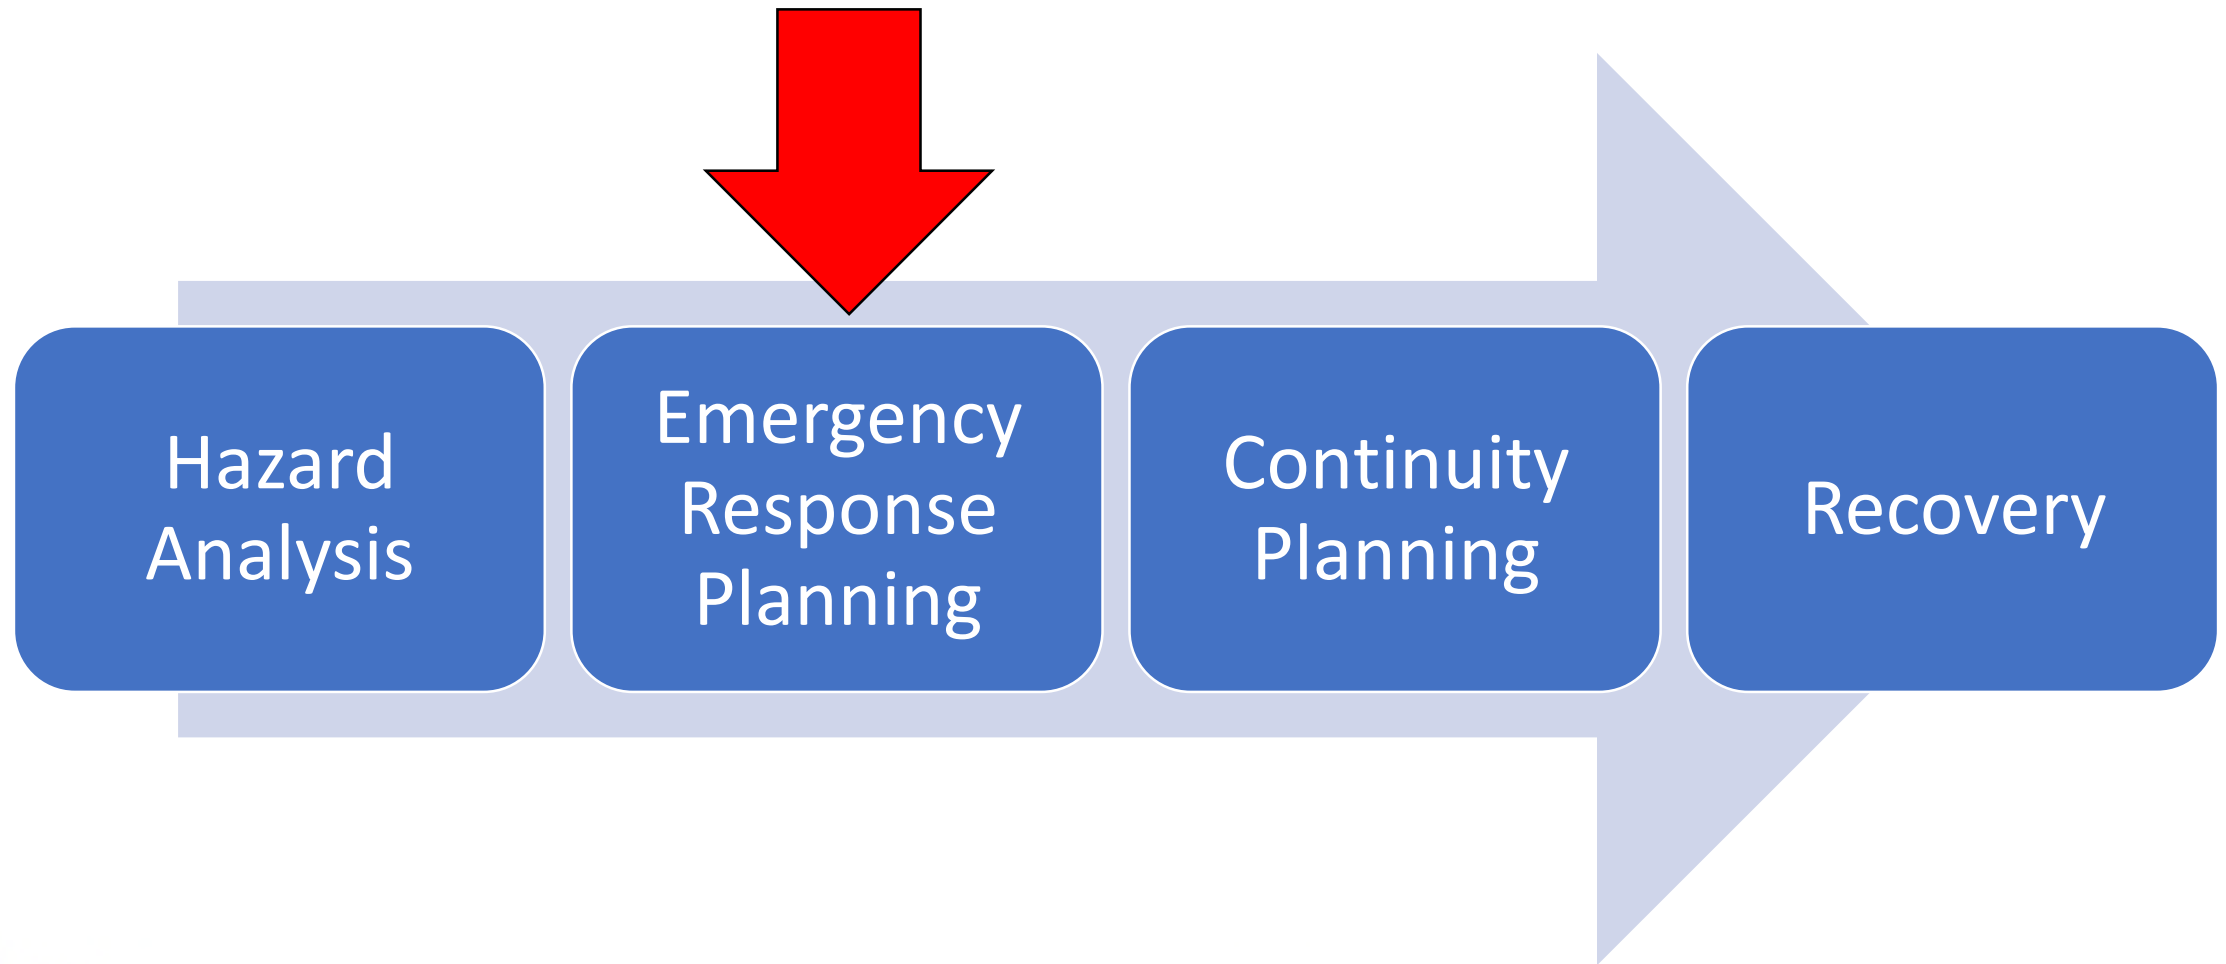 Hazard
Analysis
Emergency
Response
Planning
Continuity
Planning
Recovery